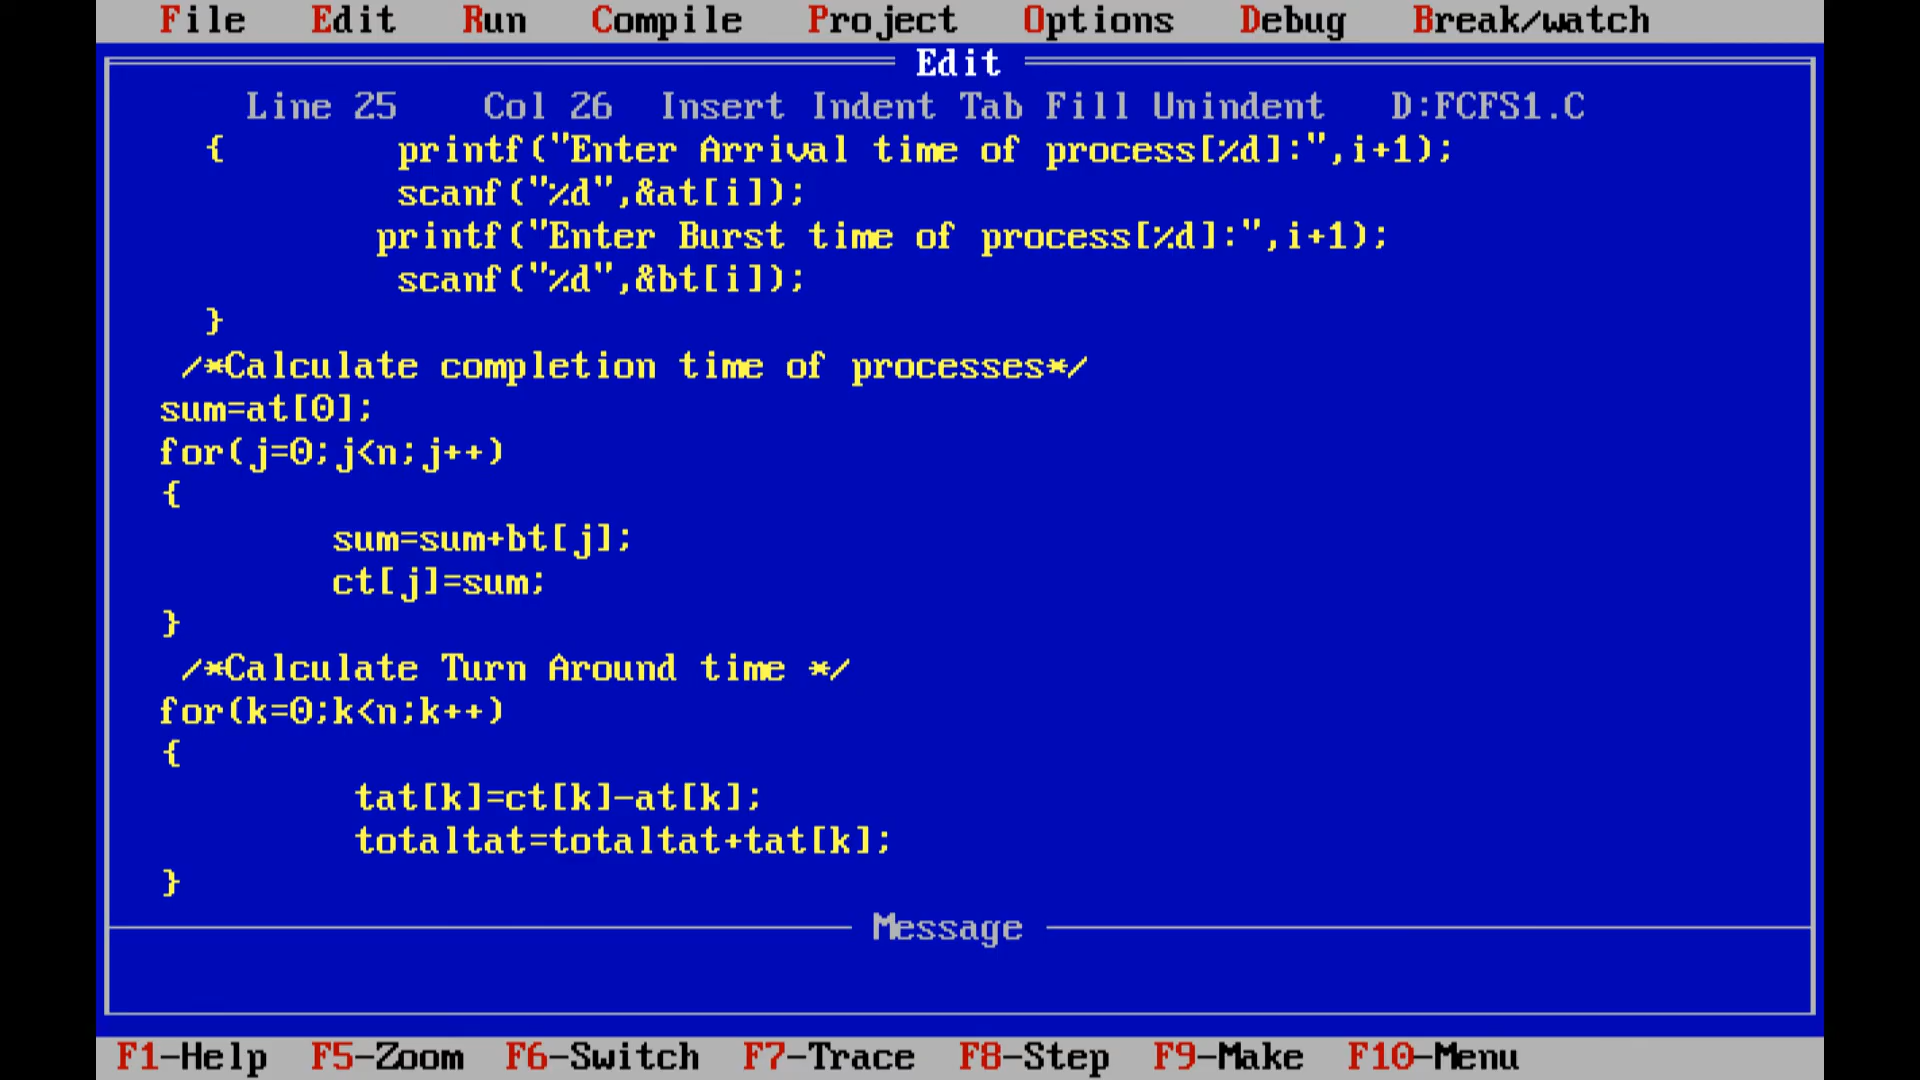 File Edit Run Compile Project Options Debug Break/watch
Edit
Line 25 Col 26 Insert Indent Tab Fill Unindent D:FCFS1.C
{ printf("Enter Arrival time of process[%d]:",i+1);
scanf("%d",&at[i]);
printf("Enter Burst time of process[%d]:",i+1);
scanf("%d",&bt[i]);
}
/*Calculate completion time of processes*/
sum=at[0];
for(j=0;j<n;j++)
{
sum=sum+bt[j];
ct[j]=sum;
}
/*Calculate Turn Around time */
for(k=0;k<n;k++)
{
tat[k]=ct[k]-at[k];
totaltat=totaltat+tat[k];
}
Message
F1-Help F5-Zoom F6-Switch F7-Trace F8-Step F9-Make F10-Menu